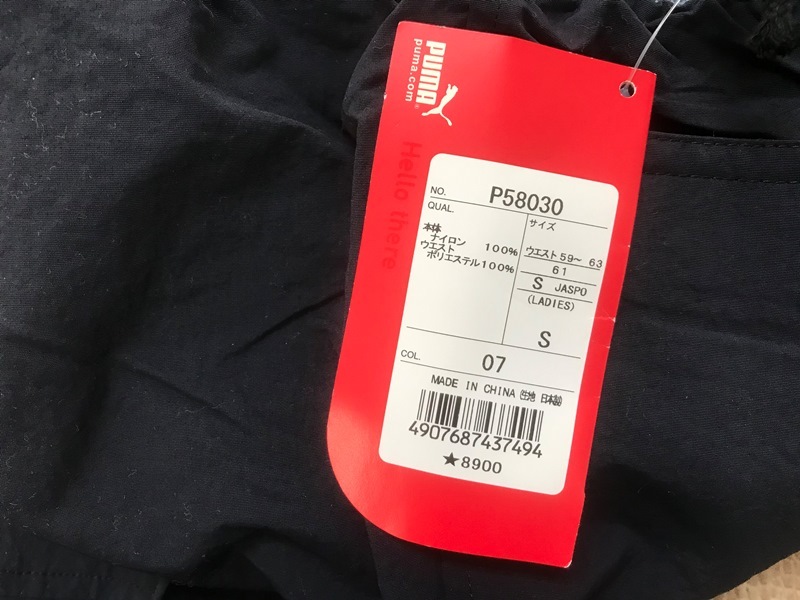 PUMA
puma.com
Hello there
NO. P58030
QUAL.
本体
ナイロン 100%
ウエスト
ポリエステル100%
サイズ
ウエスト59～ 63
61
S JASPO
(LADIES)
S
COL. 07
MADE IN CHINA (生地 日本製)
4907687437494
★8900